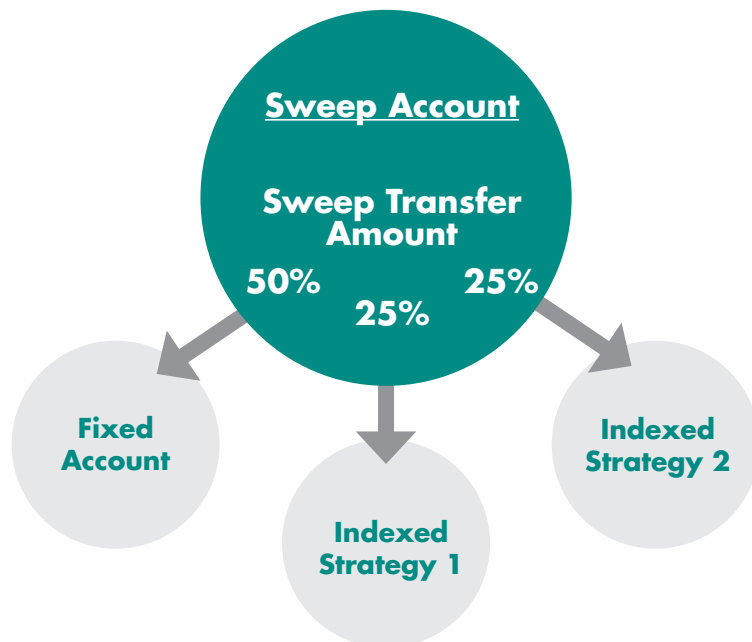 Sweep Account
Sweep Transfer
Amount
50%
25%
25%
Fixed
Account
Indexed
Strategy 1
Indexed
Strategy 2